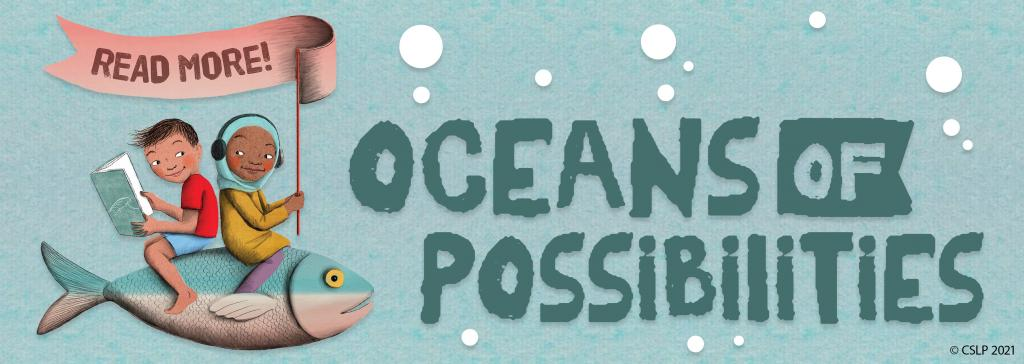 READ MORE!
OCEANS OF
POSSIBILITIES
© CSLP 2021